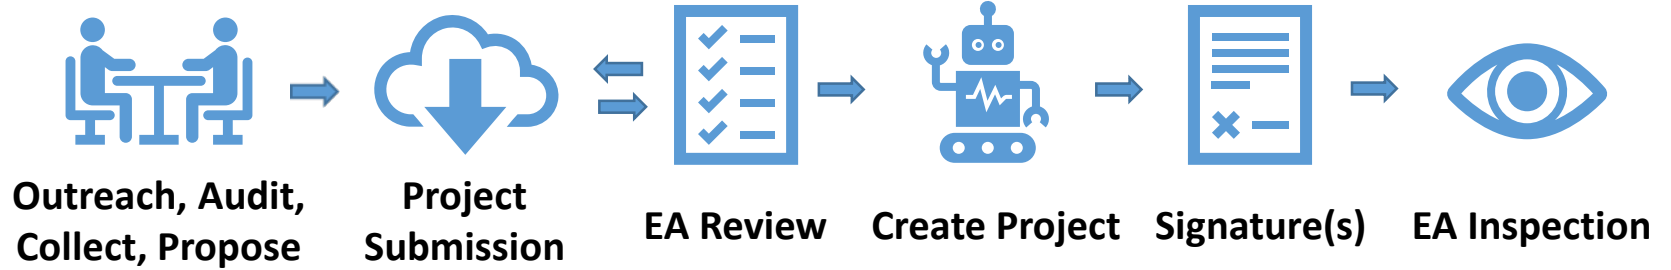 Outreach, Audit,
Collect, Propose
Project
Submission
EA Review
Create Project
Signature(s)
EA Inspection